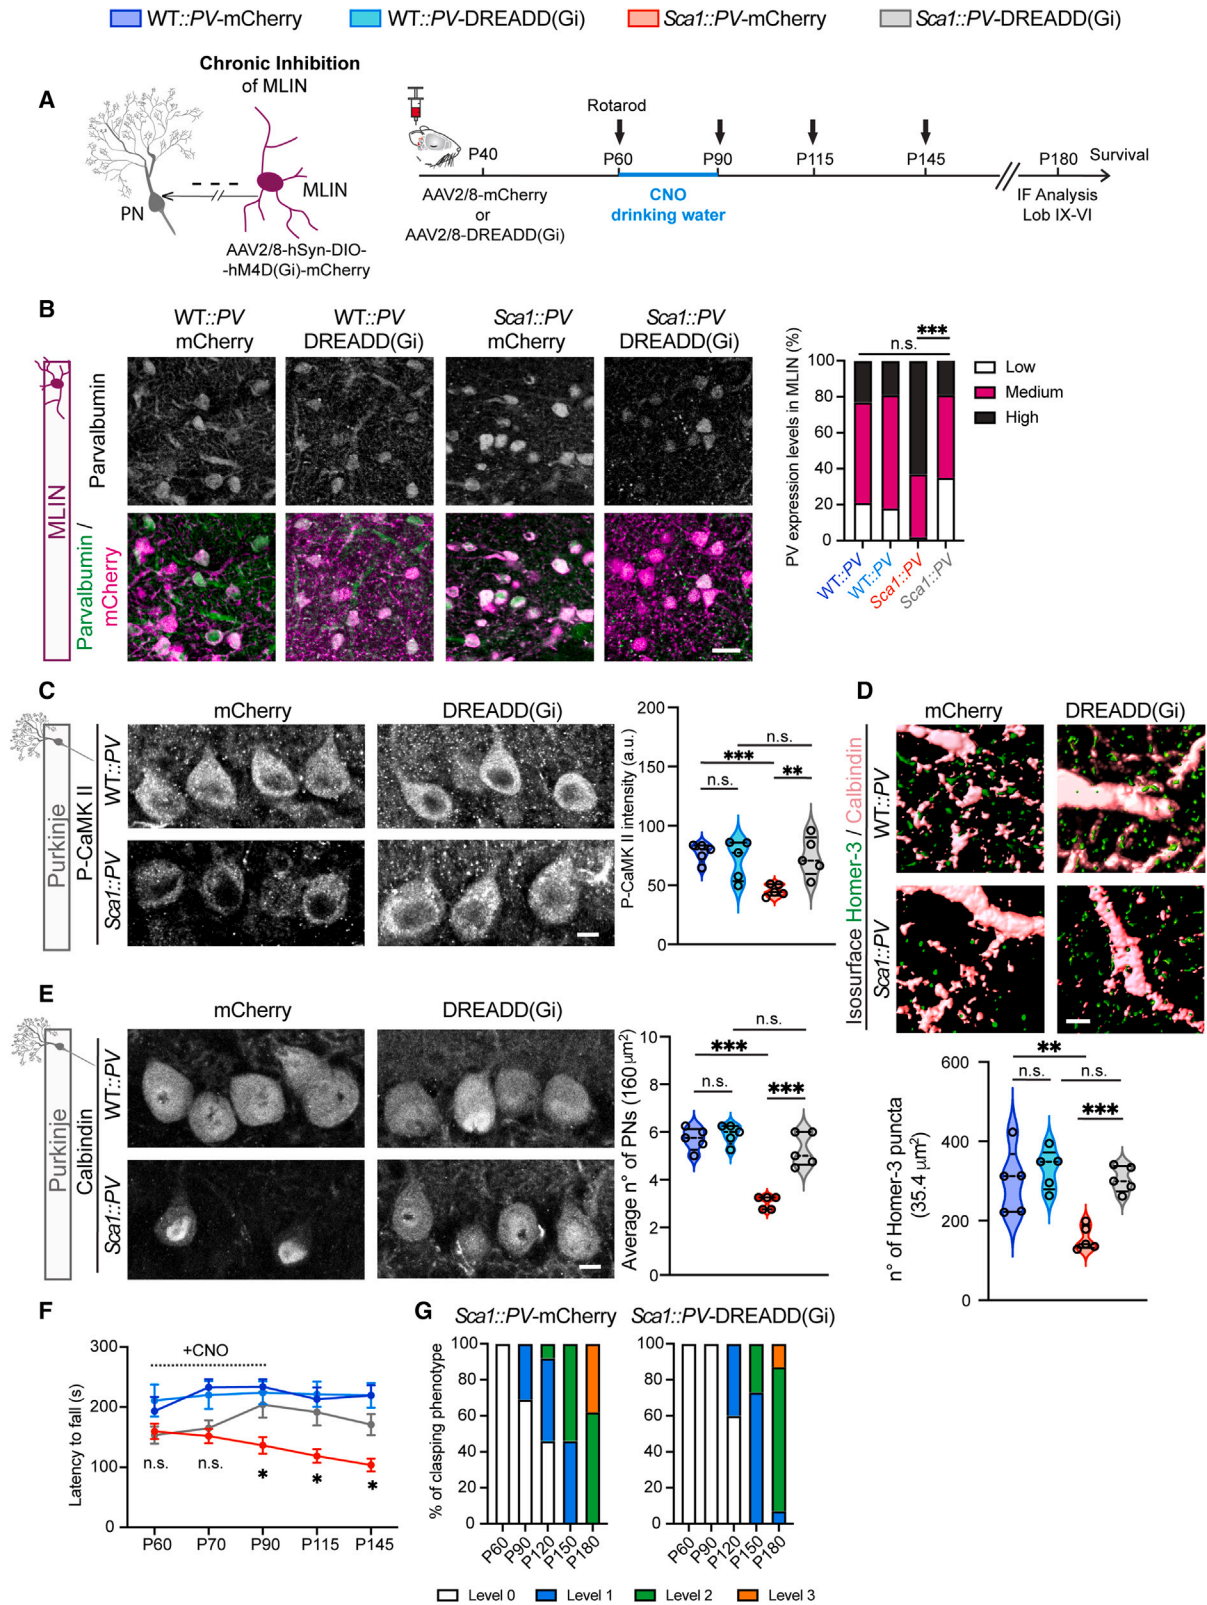 WT::PV-mCherry
WT::PV-DREADD(Gi)
Sca1::PV-mCherry
Sca1::PV-DREADD(Gi)
A
Chronic Inhibition
of MLIN
PN
MLIN
AAV2/8-hSyn-DIO-
-hM4D(Gi)-mCherry
Rotarod
P40
P60
P90
P115
P145
P180
Survival
AAV2/8-mCherry
or
AAV2/8-DREADD(Gi)
CNO
drinking water
IF Analysis
Lob IX-VI
B
WT::PV
mCherry
WT::PV
DREADD(Gi)
Sca1::PV
mCherry
Sca1::PV
DREADD(Gi)
MLIN
Parvalbumin
Parvalbumin /
mCherry
PV expression levels in MLIN (%)
100
80
60
40
20
0
n.s.
***
Low
Medium
High
WT::PV
WT::PV
Sca1::PV
Sca1::PV
C
mCherry
DREADD(Gi)
Purkinje
P-CaMK II
WT::PV
Sca1::PV
P-CaMK II intensity (a.u.)
200
150
100
50
0
n.s.
***
n.s.
**
D
mCherry
DREADD(Gi)
Isosurface Homer-3 / Calbindin
WT::PV
Sca1::PV
n° of Homer-3 puncta
(35.4 µm²)
600
400
200
0
**
n.s.
n.s.
***
E
mCherry
DREADD(Gi)
Purkinje
Calbindin
WT::PV
Sca1::PV
Average n° of PNs (160 µm²)
10
8
6
4
2
0
n.s.
***
n.s.
***
F
+CNO
Latency to fall (s)
300
200
100
0
n.s.
n.s.
*
*
*
P60
P70
P90
P115
P145
G
Sca1::PV-mCherry
Sca1::PV-DREADD(Gi)
% of clasping phenotype
100
80
60
40
20
0
P60
P90
P120
P150
P180
100
80
60
40
20
0
P60
P90
P120
P150
P180
Level 0
Level 1
Level 2
Level 3